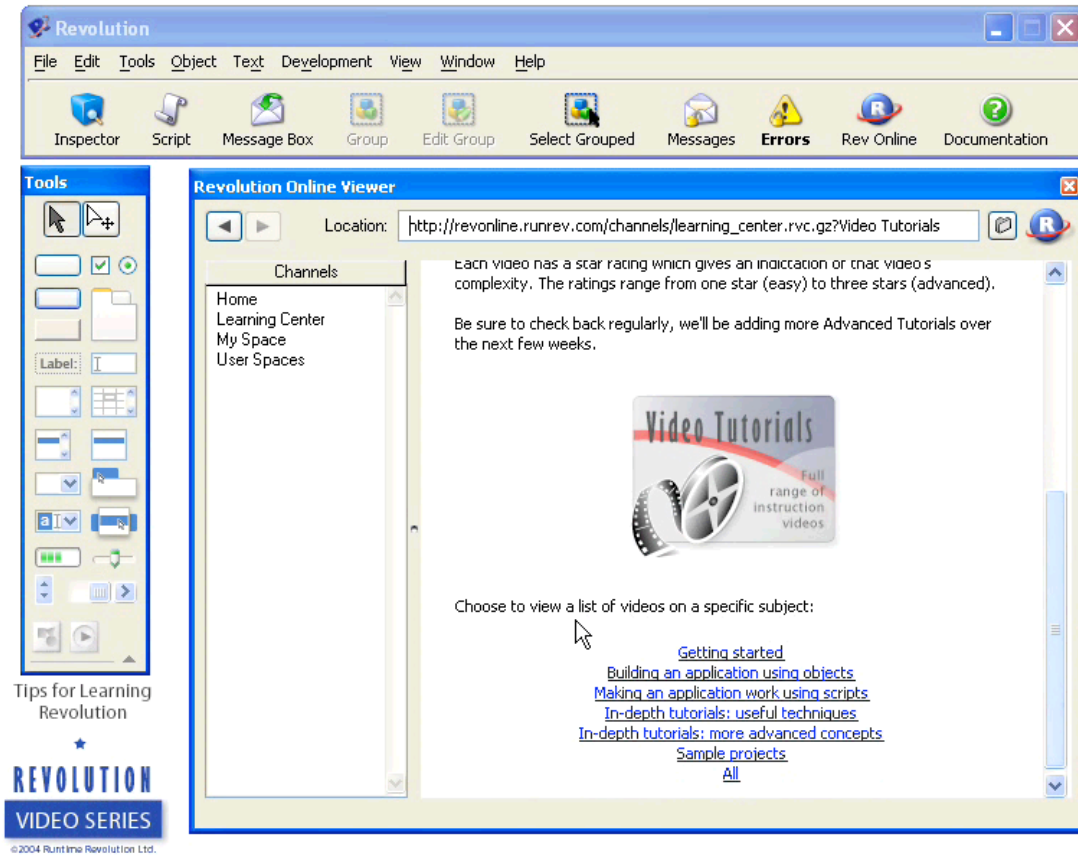 Revolution
File Edit Tools Object Text Development View Window Help
Inspector Script Message Box Group Edit Group Select Grouped Messages Errors Rev Online Documentation
Tools
Label:
a
Revolution Online Viewer
Location: http://revonline.runrev.com/channels/learning_center.rvc.gz?Video Tutorials
R
Channels
Home
Learning Center
My Space
User Spaces
Each video has a star rating which gives an indictation of that video's
complexity. The ratings range from one star (easy) to three stars (advanced).
Be sure to check back regularly, we'll be adding more Advanced Tutorials over
the next few weeks.
Video Tutorials
Full
range of
instruction
videos
Choose to view a list of videos on a specific subject:
Getting started
Building an application using objects
Making an application work using scripts
In-depth tutorials: useful techniques
In-depth tutorials: more advanced concepts
Sample projects
All
Tips for Learning
Revolution
REVOLUTION
VIDEO SERIES
©2004 Runtime Revolution Ltd.